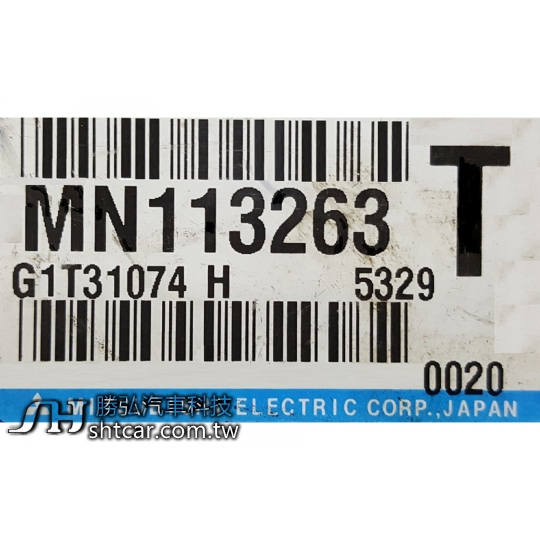 MN113263 T
G1T31074 H 5329
0020
ELECTRIC CORP.,JAPAN
勝弘汽車科技
shtcar.com.tw